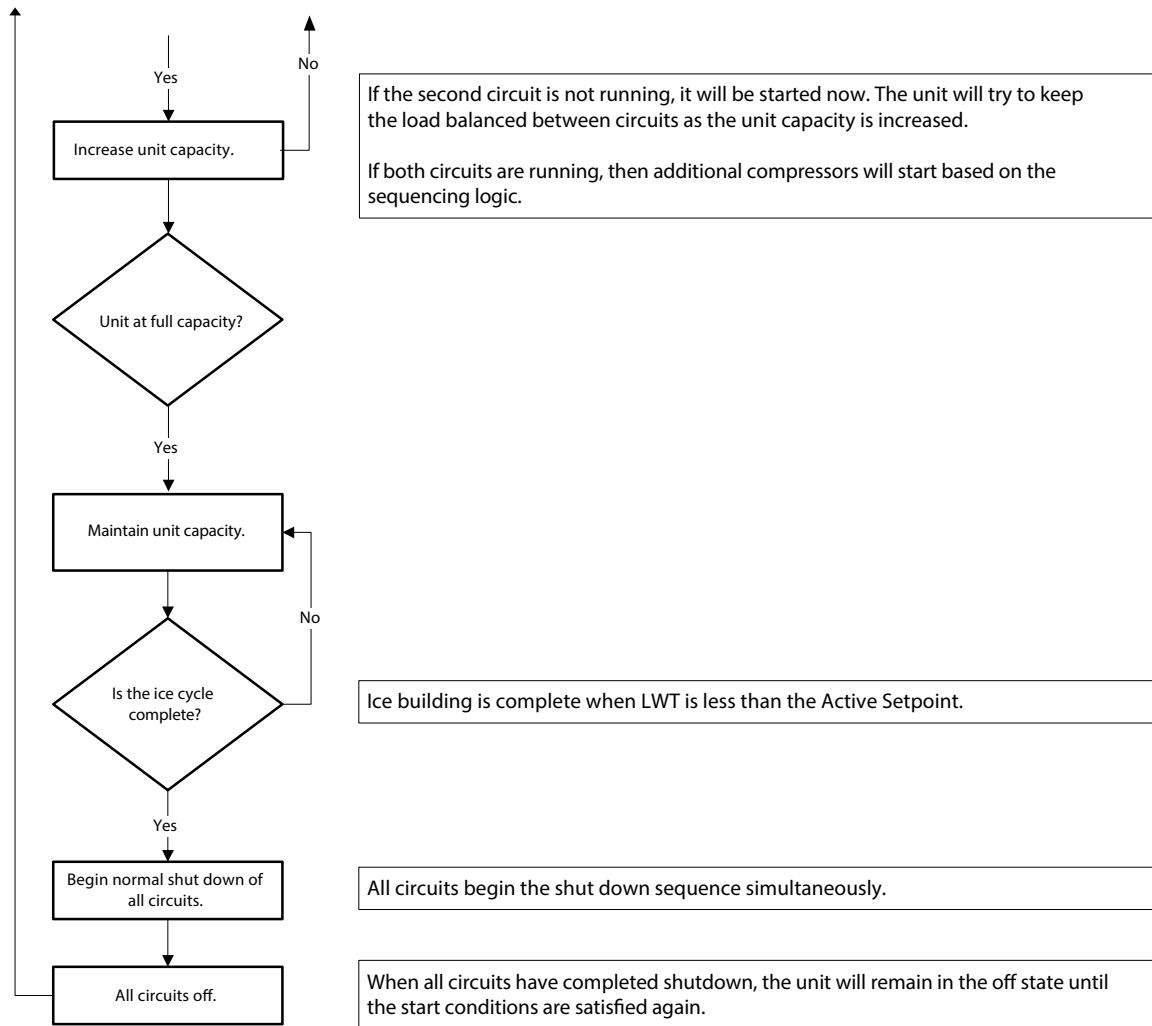 Yes
No
If the second circuit is not running, it will be started now. The unit will try to keep
the load balanced between circuits as the unit capacity is increased.
If both circuits are running, then additional compressors will start based on the
sequencing logic.
Increase unit capacity.
Unit at full capacity?
Yes
Maintain unit capacity.
No
Is the ice cycle
complete?
Ice building is complete when LWT is less than the Active Setpoint.
Yes
Begin normal shut down of
all circuits.
All circuits begin the shut down sequence simultaneously.
All circuits off.
When all circuits have completed shutdown, the unit will remain in the off state until
the start conditions are satisfied again.